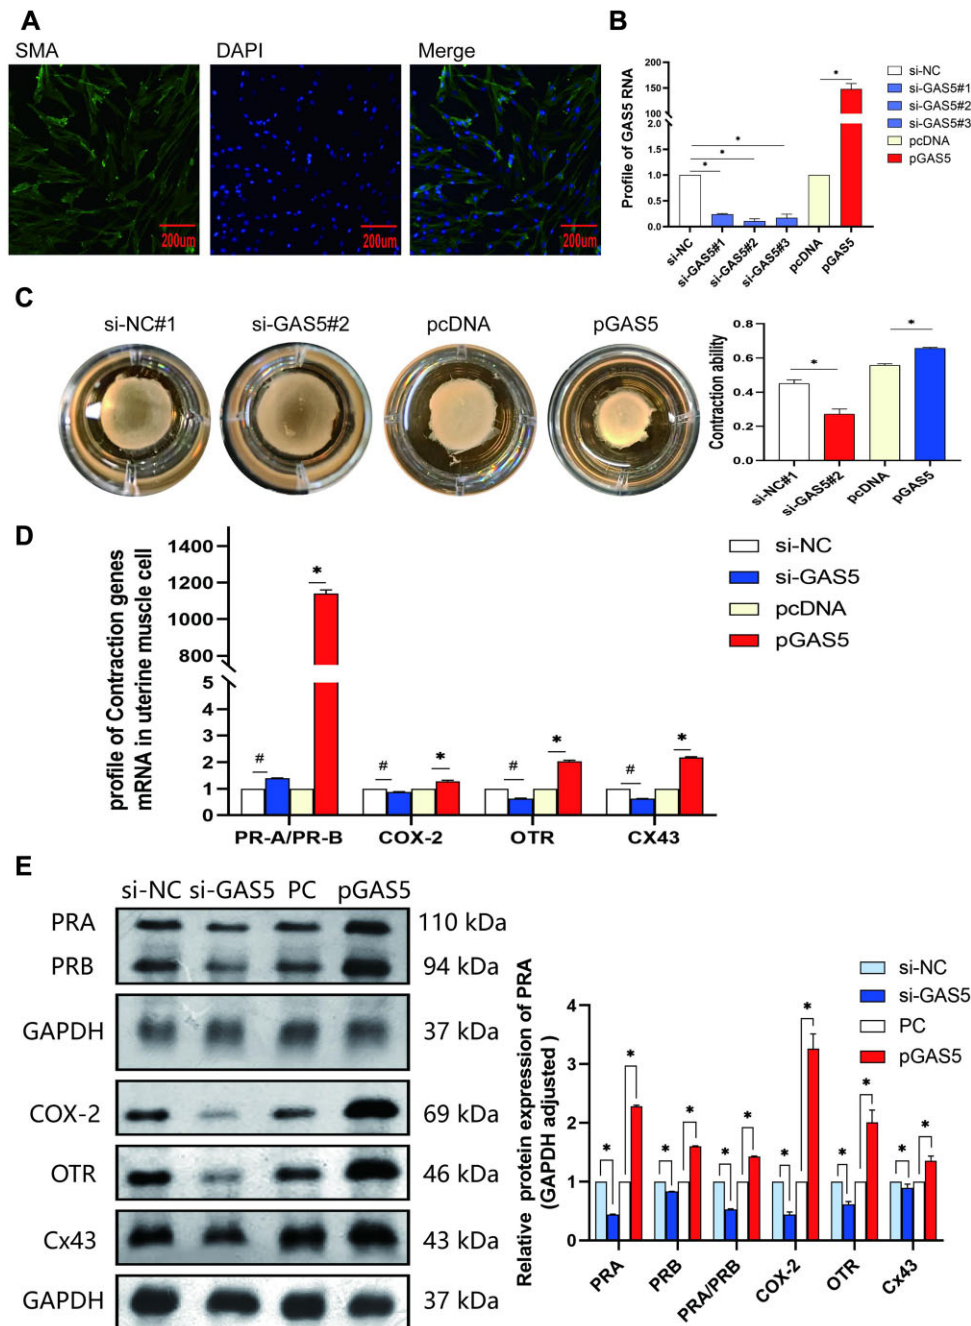 A
SMA
DAPI
Merge
200um
200um
200um
B
Profile of GAS5 RNA
200
150
100
2.0
1.5
1.0
0.5
0.0
*
*
*
*
si-NC
si-GAS5#1
si-GAS5#2
si-GAS5#3
pcDNA
pGAS5
si-NC
si-GAS5#1
si-GAS5#2
si-GAS5#3
pcDNA
pGAS5
C
si-NC#1
si-GAS5#2
pcDNA
pGAS5
Contraction ability
0.8
0.6
0.4
0.2
0.0
*
*
si-NC#1
si-GAS5#2
pcDNA
pGAS5
D
profile of Contraction genes
mRNA in uterine muscle cell
1400
1200
1000
800
5
4
3
2
1
0
# *
# *
# *
# *
PR-A/PR-B
COX-2
OTR
CX43
si-NC
si-GAS5
pcDNA
pGAS5
E
si-NC si-GAS5 PC pGAS5
PRA 110 kDa
PRB 94 kDa
GAPDH 37 kDa
COX-2 69 kDa
OTR 46 kDa
Cx43 43 kDa
GAPDH 37 kDa
Relative protein expression of PRA
(GAPDH adjusted )
4
3
2
1
0
* *
* *
* *
* *
* *
* *
PRA
PRB
PRA/PRB
COX-2
OTR
Cx43
si-NC
si-GAS5
PC
pGAS5